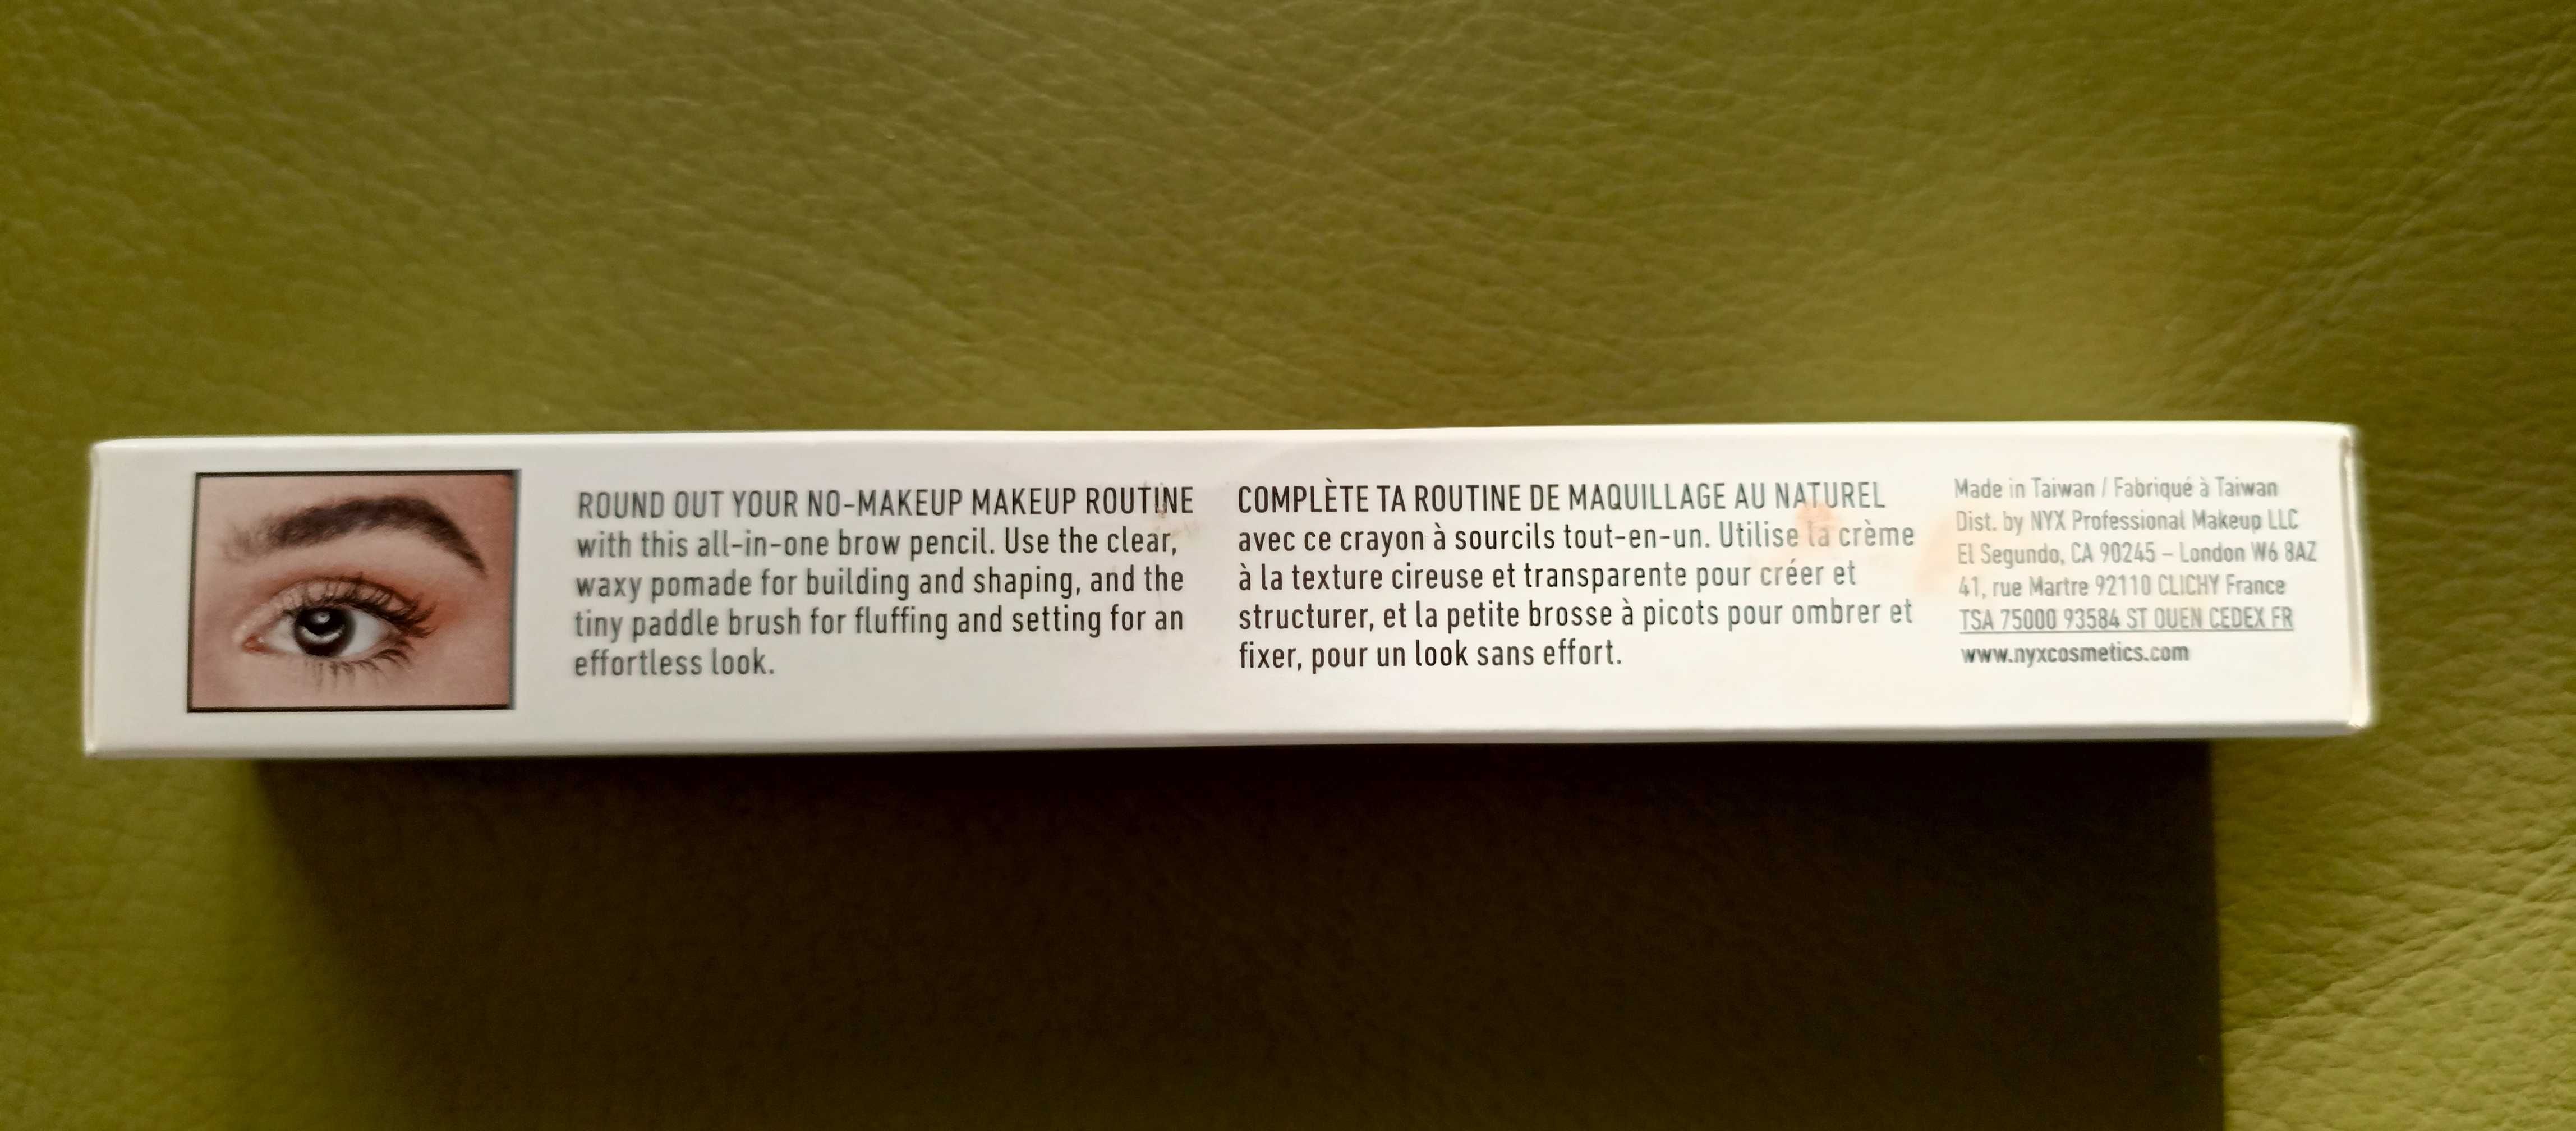 ROUND OUT YOUR NO-MAKEUP MAKEUP ROUTINE
with this all-in-one brow pencil. Use the clear,
waxy pomade for building and shaping, and the
tiny paddle brush for fluffing and setting for an
effortless look.
COMPLÈTE TA ROUTINE DE MAQUILLAGE AU NATUREL
avec ce crayon à sourcils tout-en-un. Utilise la crème
à la texture cireuse et transparente pour créer et
structurer, et la petite brosse à picots pour ombrer et
fixer, pour un look sans effort.
Made in Taiwan / Fabriqué à Taiwan
Dist. by NYX Professional Makeup LLC
El Segundo, CA 90245 – London W6 8AZ
41, rue Martre 92110 CLICHY France
TSA 75000 93584 ST OUEN CEDEX FR
www.nyxcosmetics.com